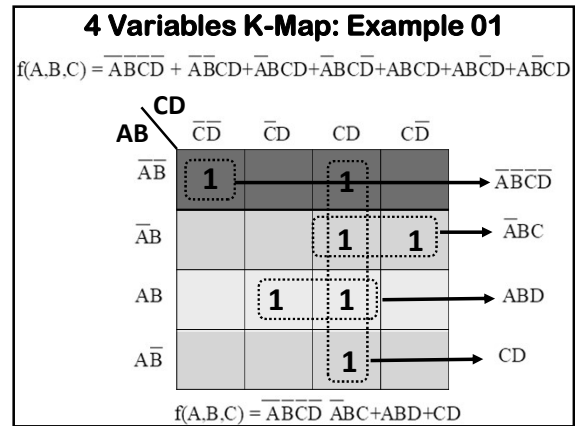 4 Variables K-Map: Example 01
f(A,B,C) = A̅B̅C̅D̅ + A̅B̅CD+A̅BCD+A̅BCD̅+ABCD+ABC̅D+AB̅CD
CD
AB C̅D̅ C̅D CD CD̅
A̅B̅ 1 1 A̅B̅C̅D̅
A̅B 1 1 A̅BC
AB 1 1 ABD
AB̅ 1 CD
f(A,B,C) = A̅B̅C̅D̅ A̅BC+ABD+CD